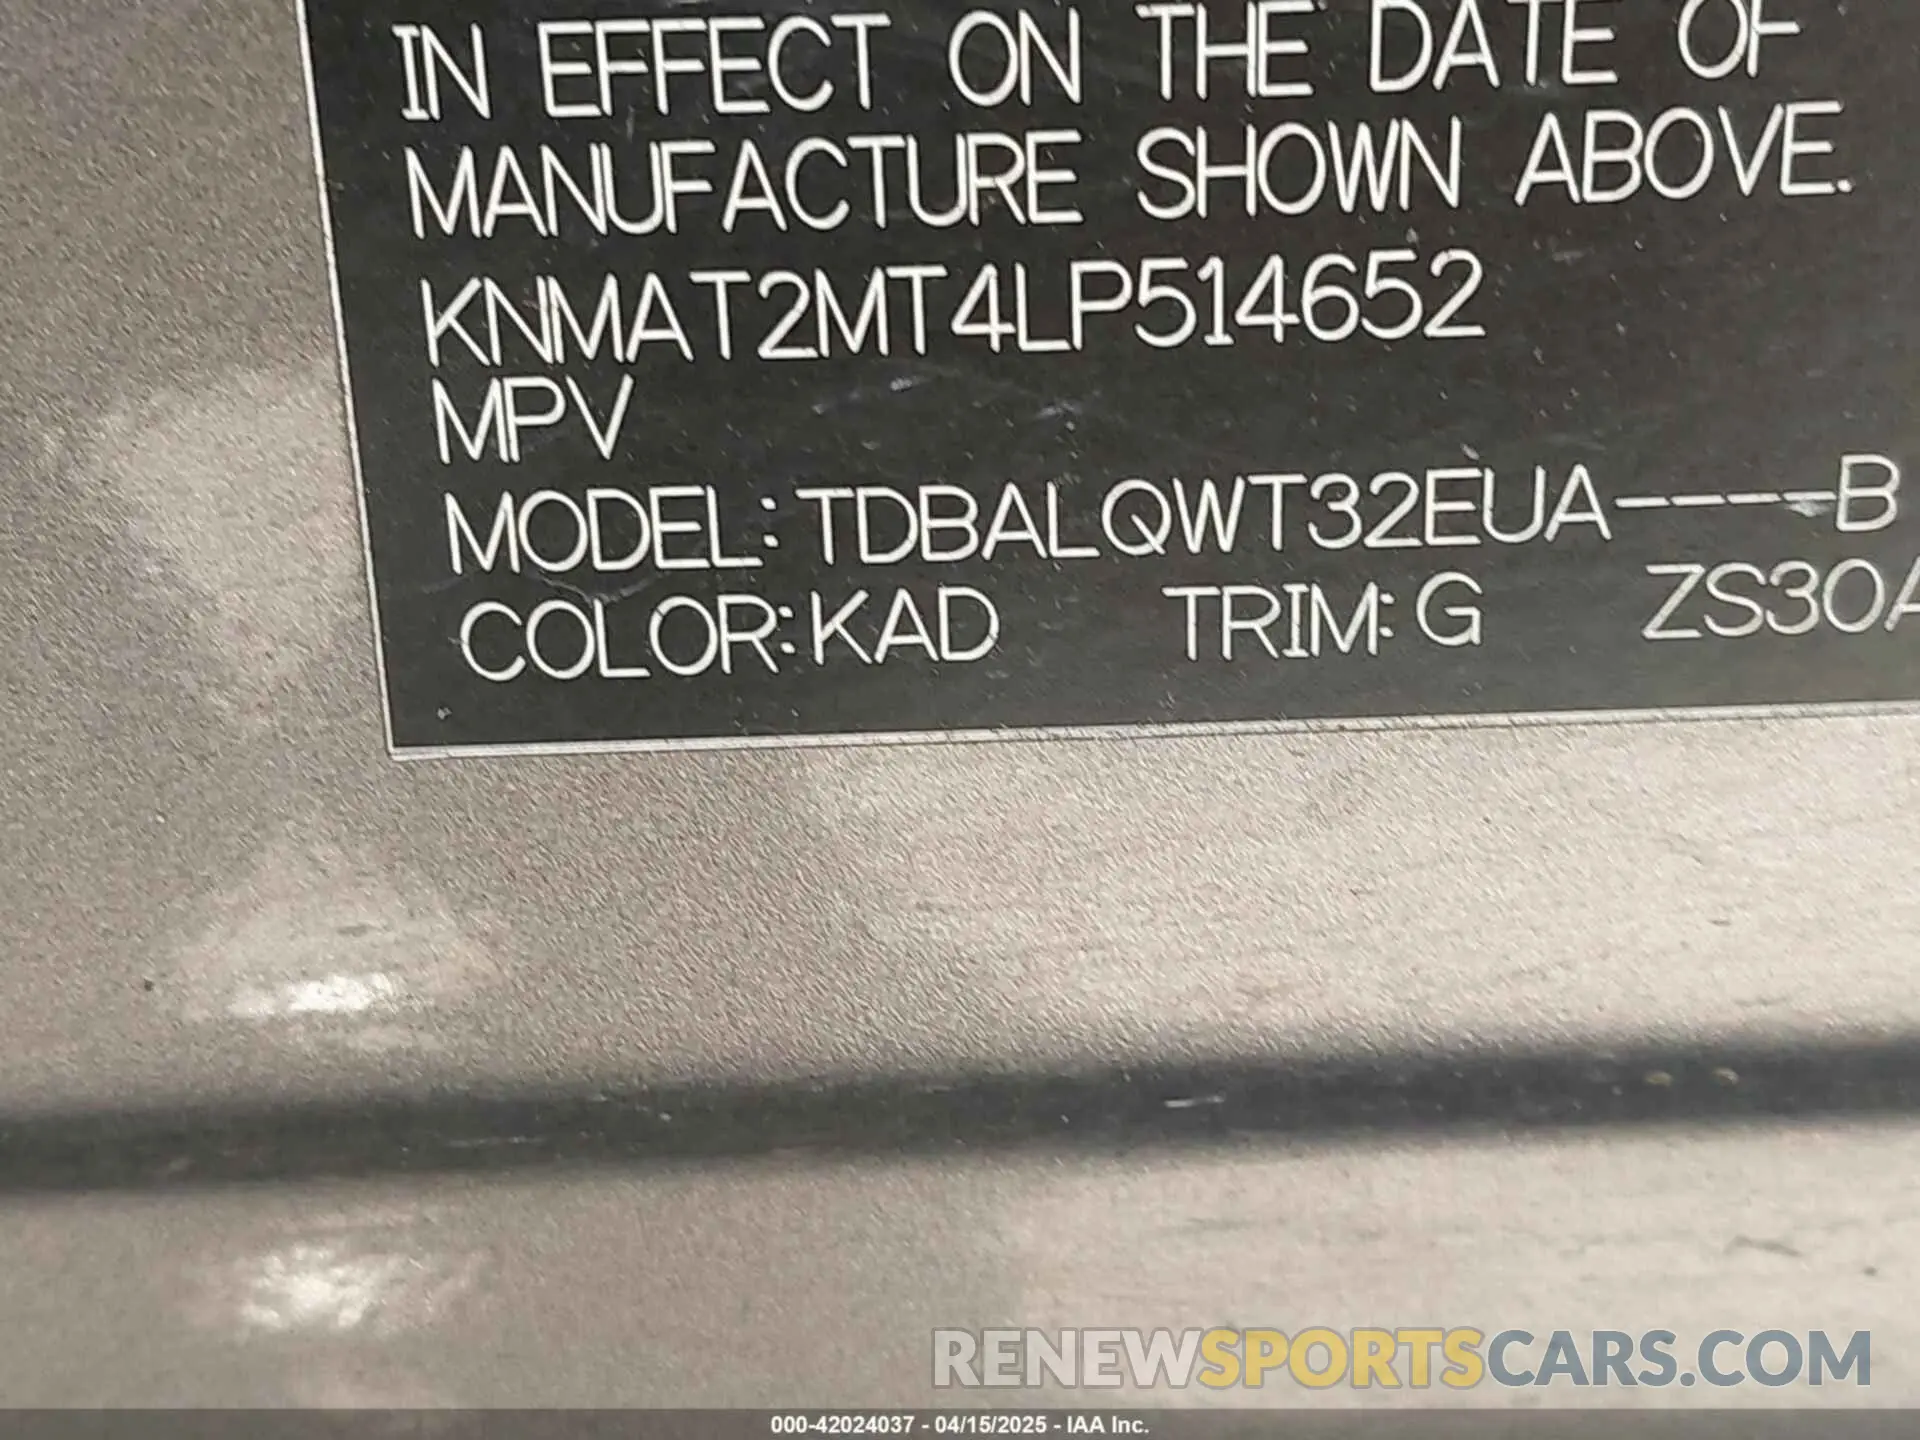 IN EFFECT ON THE DATE OF
MANUFACTURE SHOWN ABOVE.
KNMAT2MT4LP514652
MPV
MODEL: TDBALQWT32EUA----B
COLOR: KAD TRIM: G ZS30A
RENEWSPORTSCARS.COM
000-42024037 - 04/15/2025 - IAA Inc.